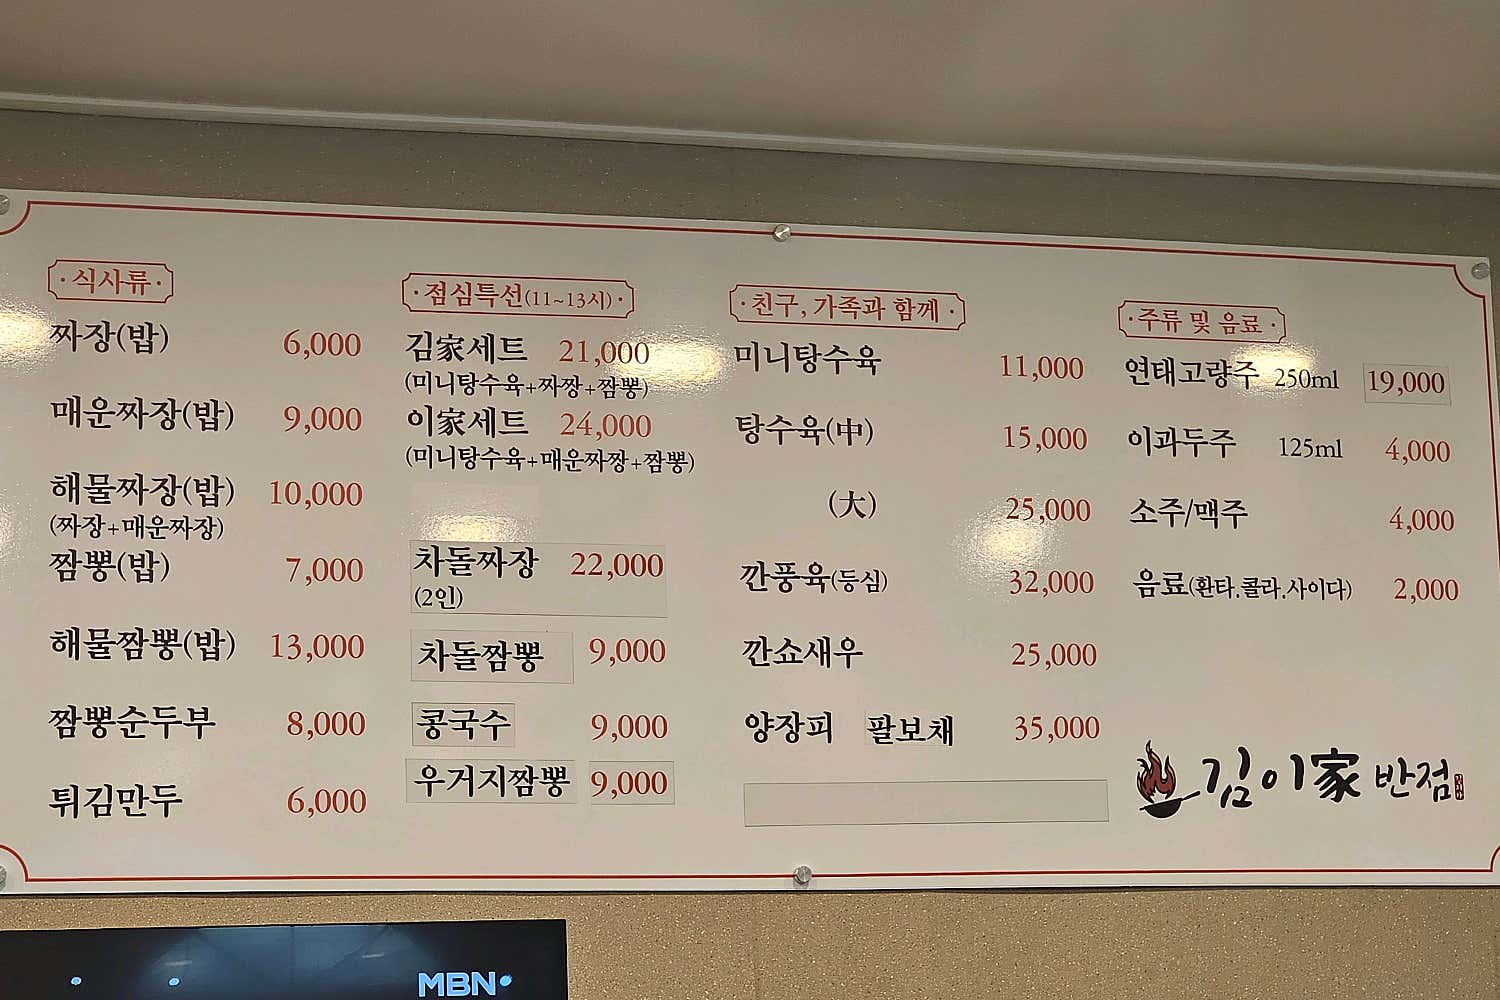 ·식사류·
짜장(밥) 6,000
매운짜장(밥) 9,000
해물짜장(밥) 10,000
(짜장+매운짜장)
짬뽕(밥) 7,000
해물짬뽕(밥) 13,000
짬뽕순두부 8,000
튀김만두 6,000
·점심특선(11~13시)·
김家세트 21,000
(미니탕수육+짜짱+짬뽕)
이家세트 24,000
(미니탕수육+매운짜짱+짬뽕)
차돌짜장 22,000
(2인)
차돌짬뽕 9,000
콩국수 9,000
우거지짬뽕 9,000
·친구, 가족과 함께·
미니탕수육 11,000
탕수육(中) 15,000
(大) 25,000
깐풍육(등심) 32,000
깐쇼새우 25,000
양장피 팔보채 35,000
·주류 및 음료·
연태고량주 250ml 19,000
이과두주 125ml 4,000
소주/맥주 4,000
음료(환타.콜라.사이다) 2,000
김이家반점
MBN